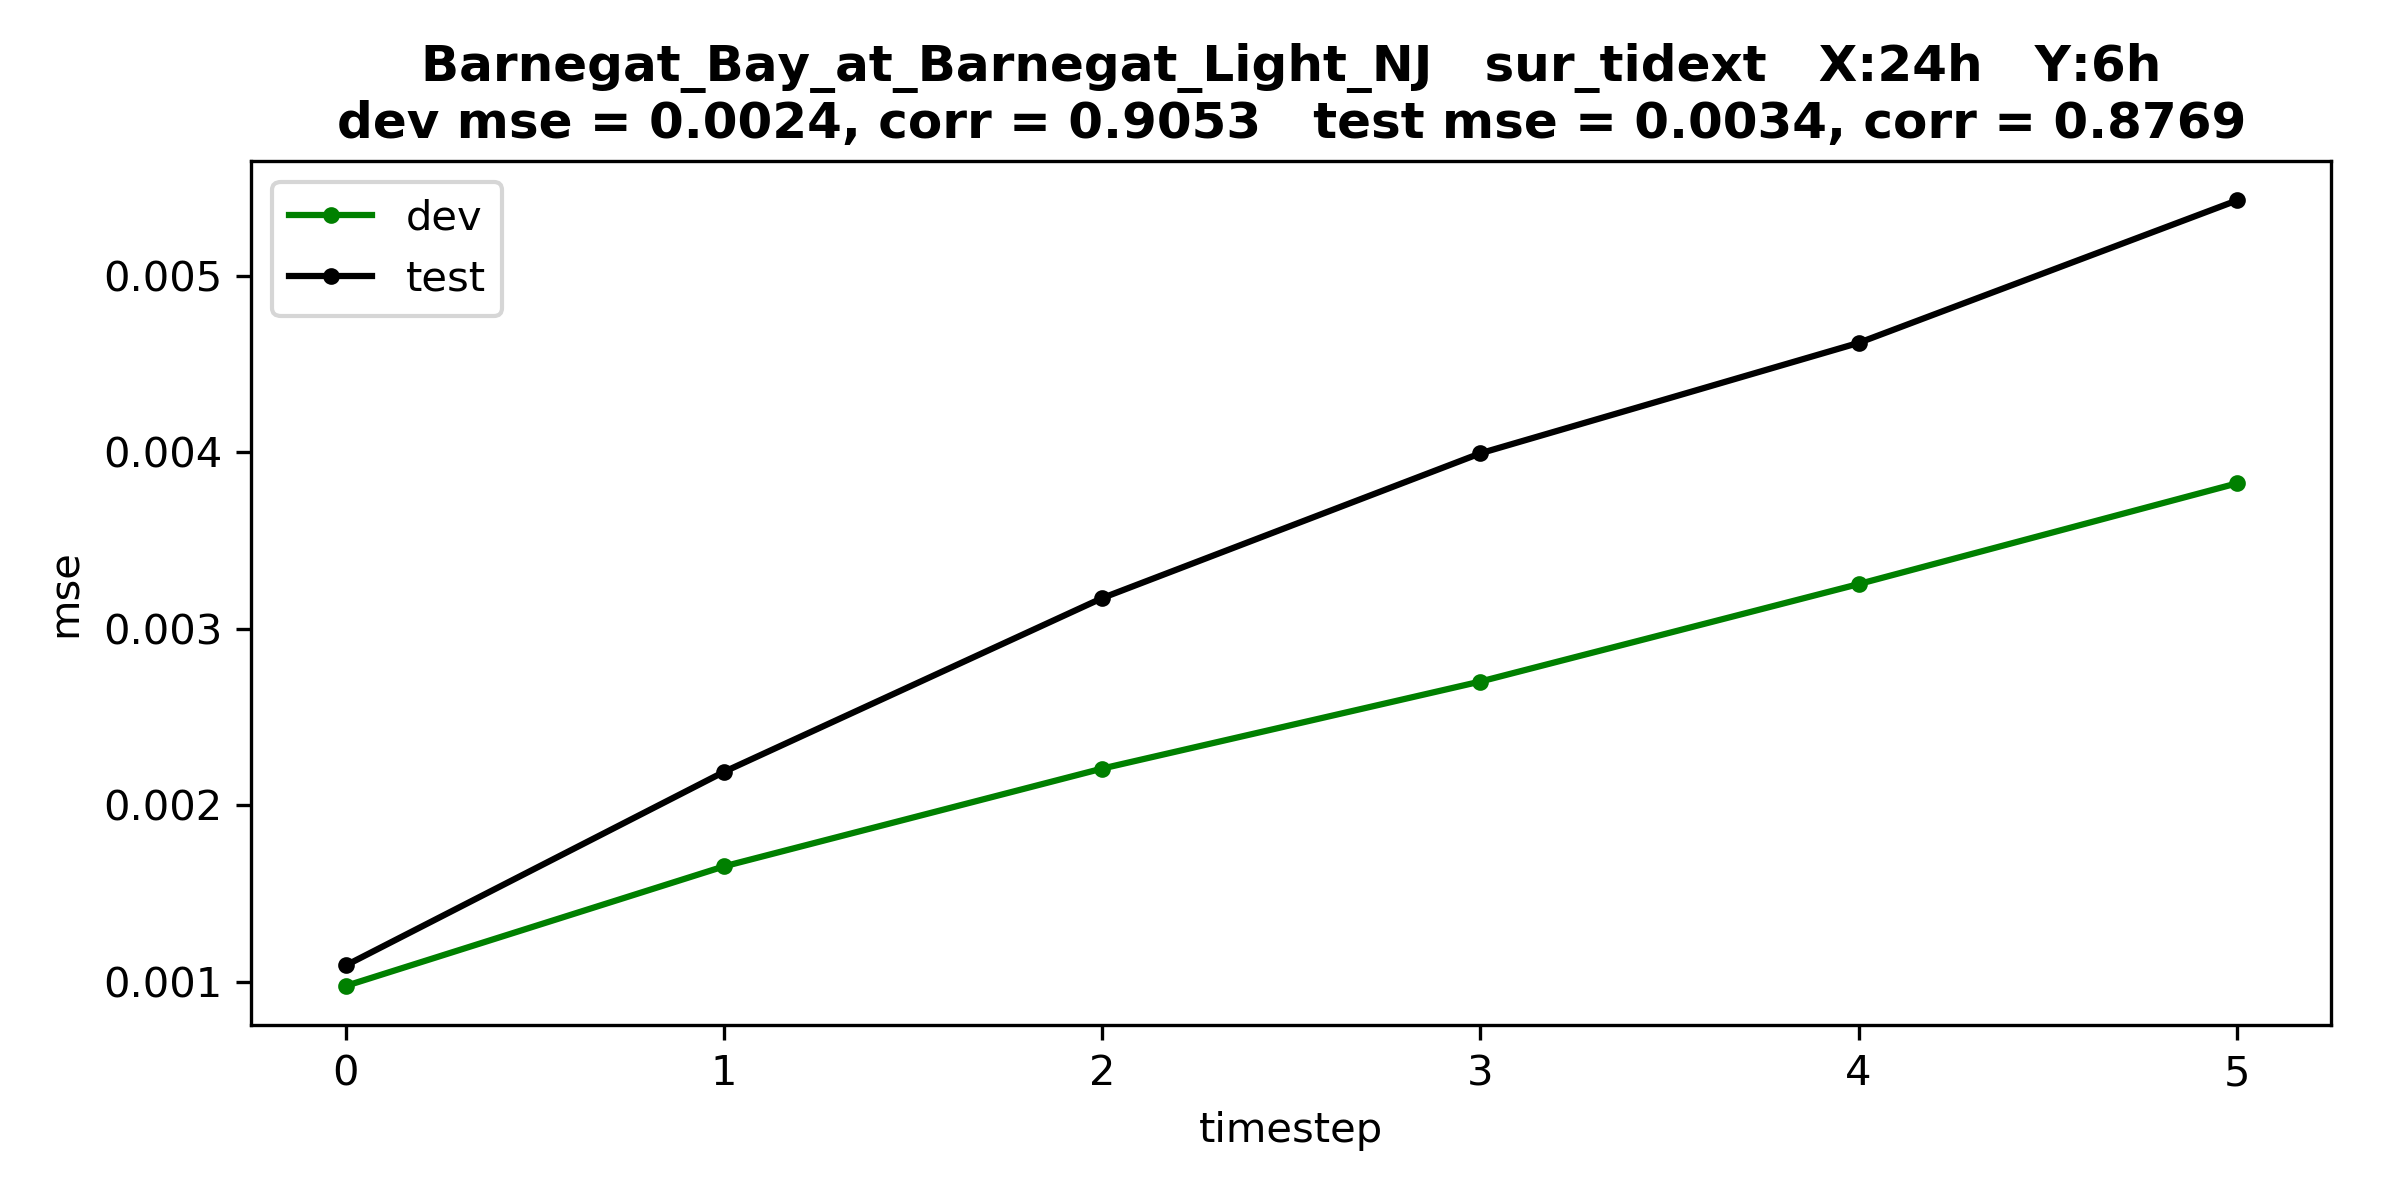 Barnegat_Bay_at_Barnegat_Light_NJ   sur_tidext   X:24h   Y:6h
dev mse = 0.0024, corr = 0.9053   test mse = 0.0034, corr = 0.8769
dev
test
0.005
0.004
0.003
0.002
0.001
mse
0 1 2 3 4 5
timestep